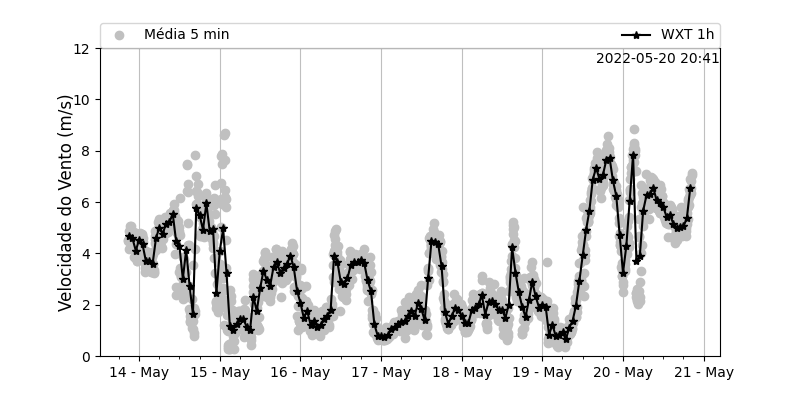 Média 5 min
WXT 1h
2022-05-20 20:41
Velocidade do Vento (m/s)
12
10
8
6
4
2
0
14 - May
15 - May
16 - May
17 - May
18 - May
19 - May
20 - May
21 - May